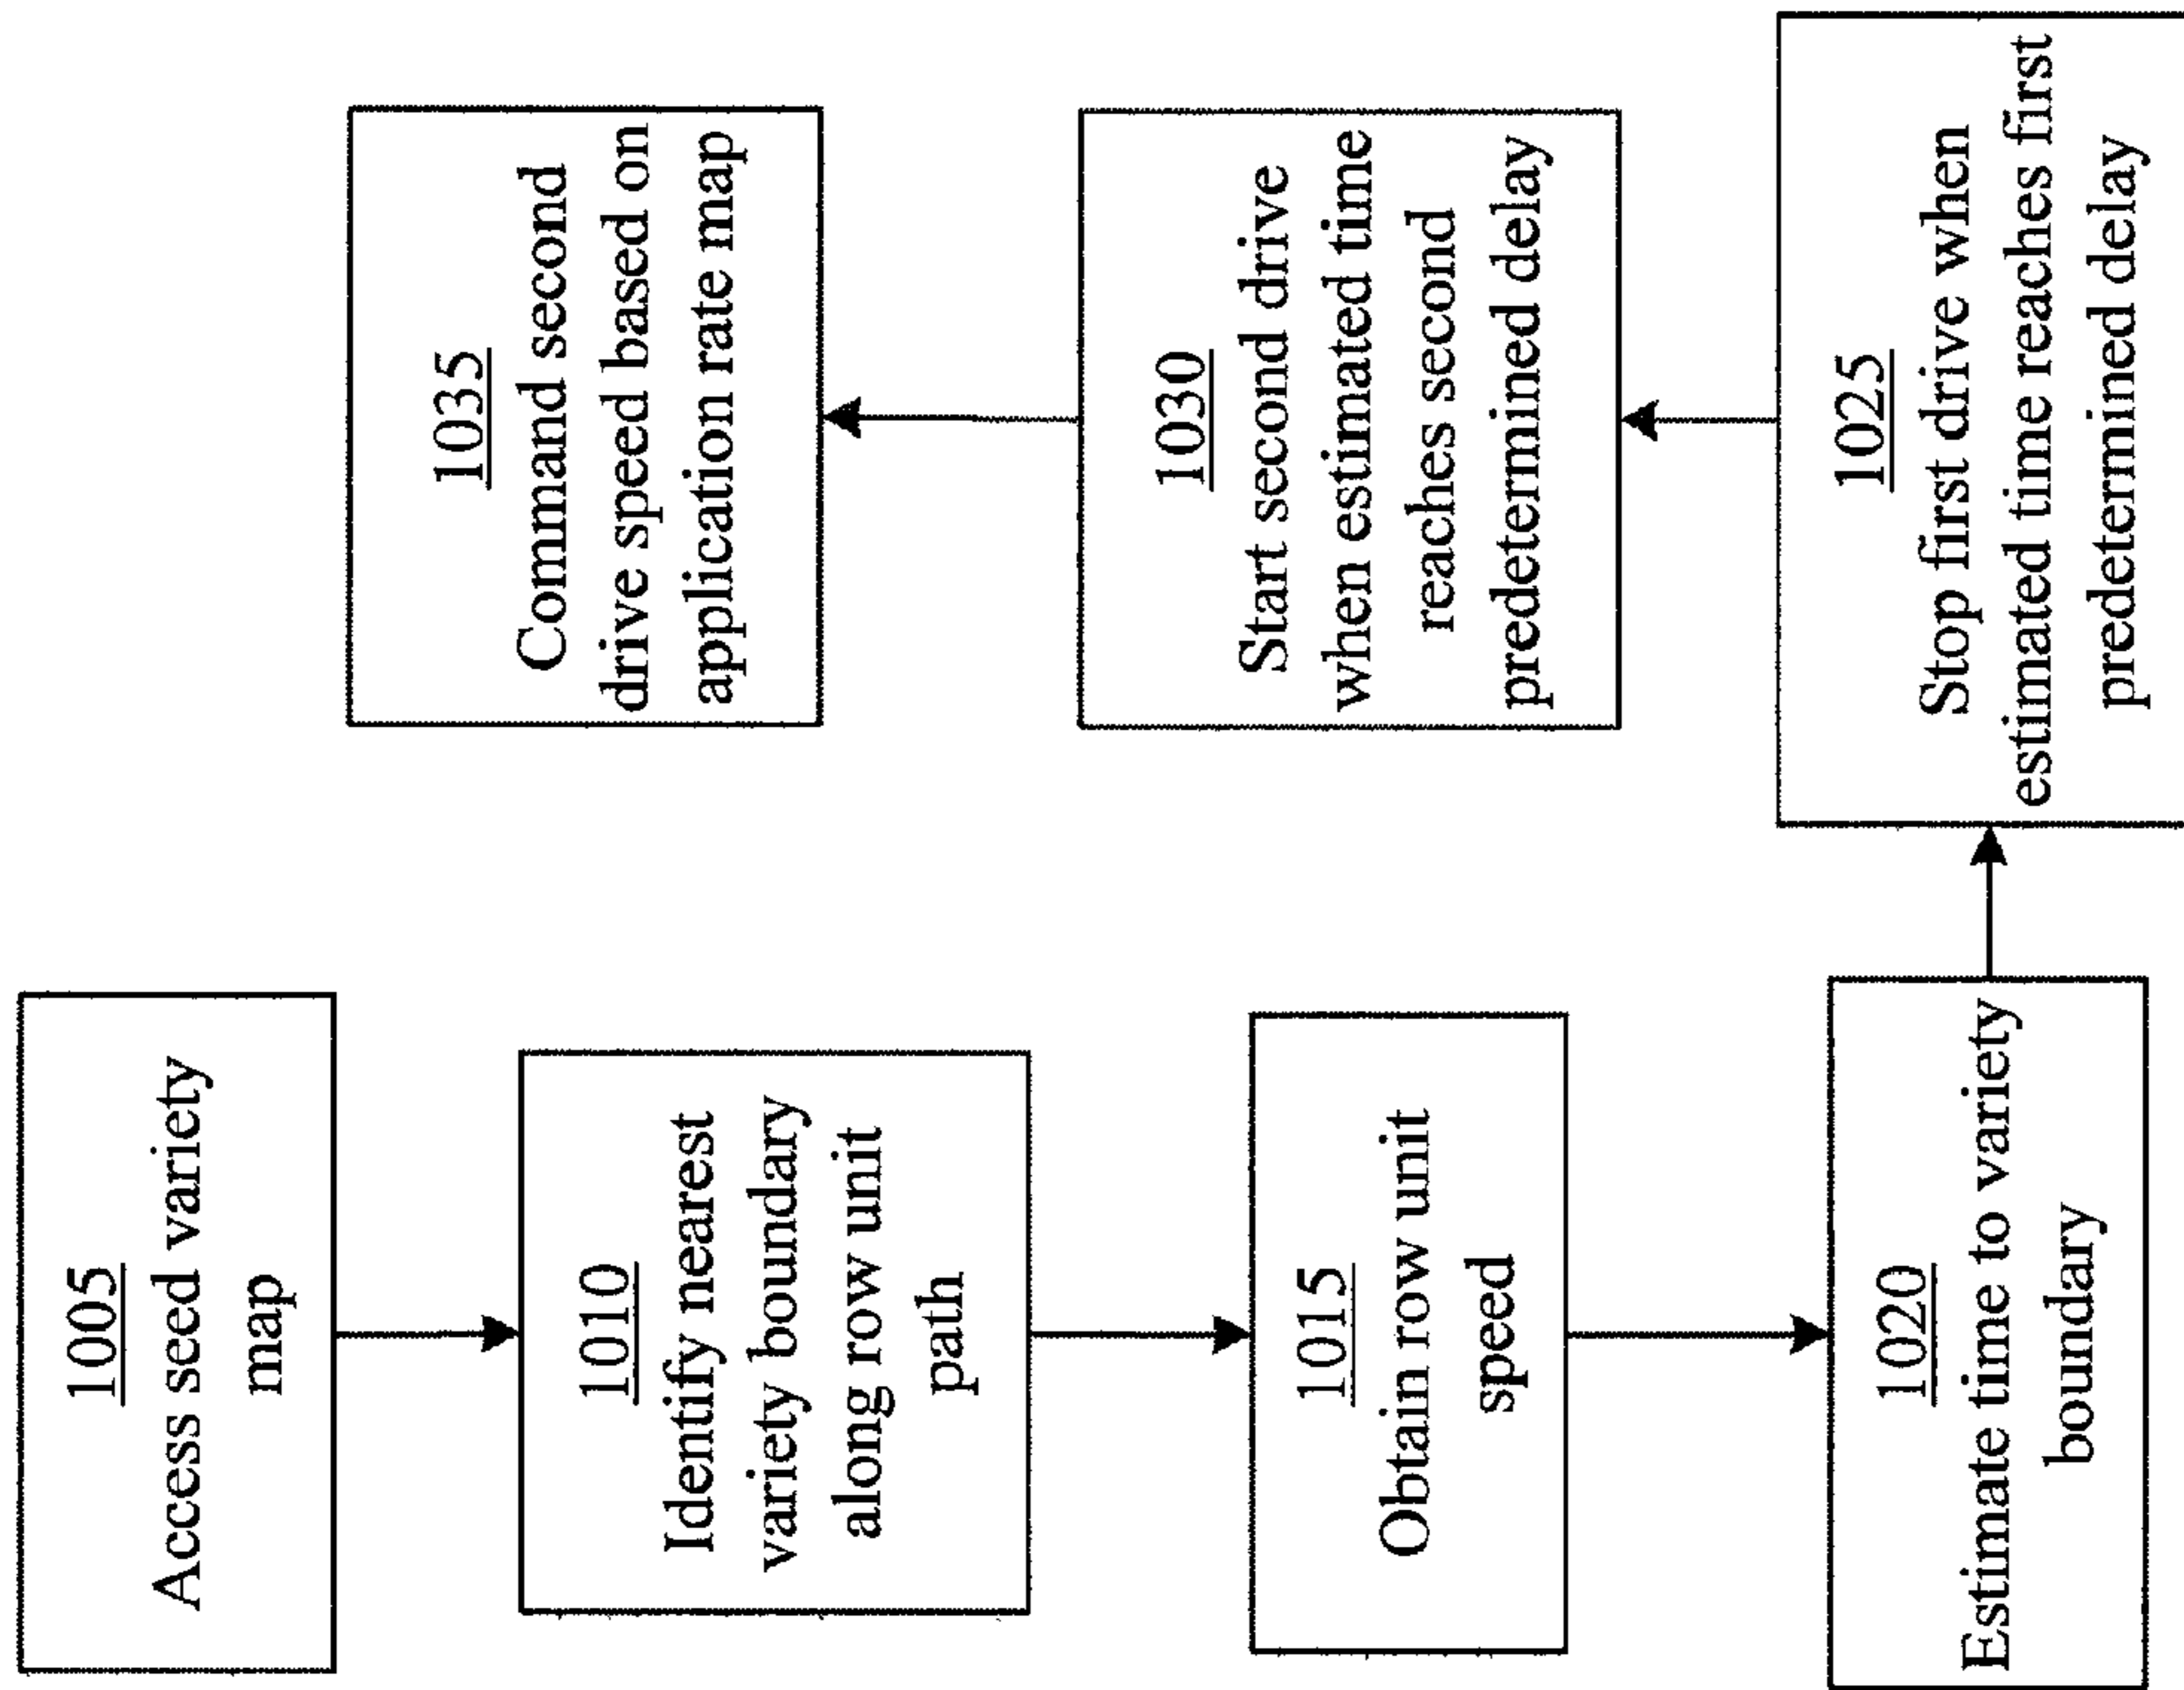 1005
Access seed variety
map
1010
Identify nearest
variety boundary
along row unit
path
1015
Obtain row unit
speed
1020
Estimate time to variety
boundary
1025
Stop first drive when
estimated time reaches first
predetermined delay
1030
Start second drive
when estimated time
reaches second
predetermined delay
1035
Command second
drive speed based on
application rate map